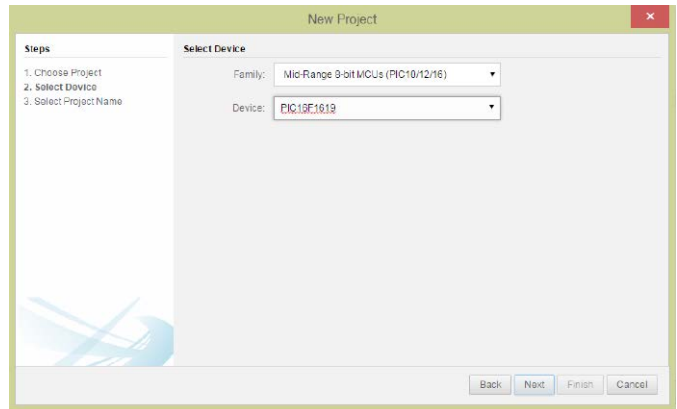 New Project
Steps
1. Choose Project
2. Select Device
3. Select Project Name
Select Device
Family: Mid-Range 8-bit MCUs (PIC10/12/16)
Device: PIC16F1619
Back Next Finish Cancel